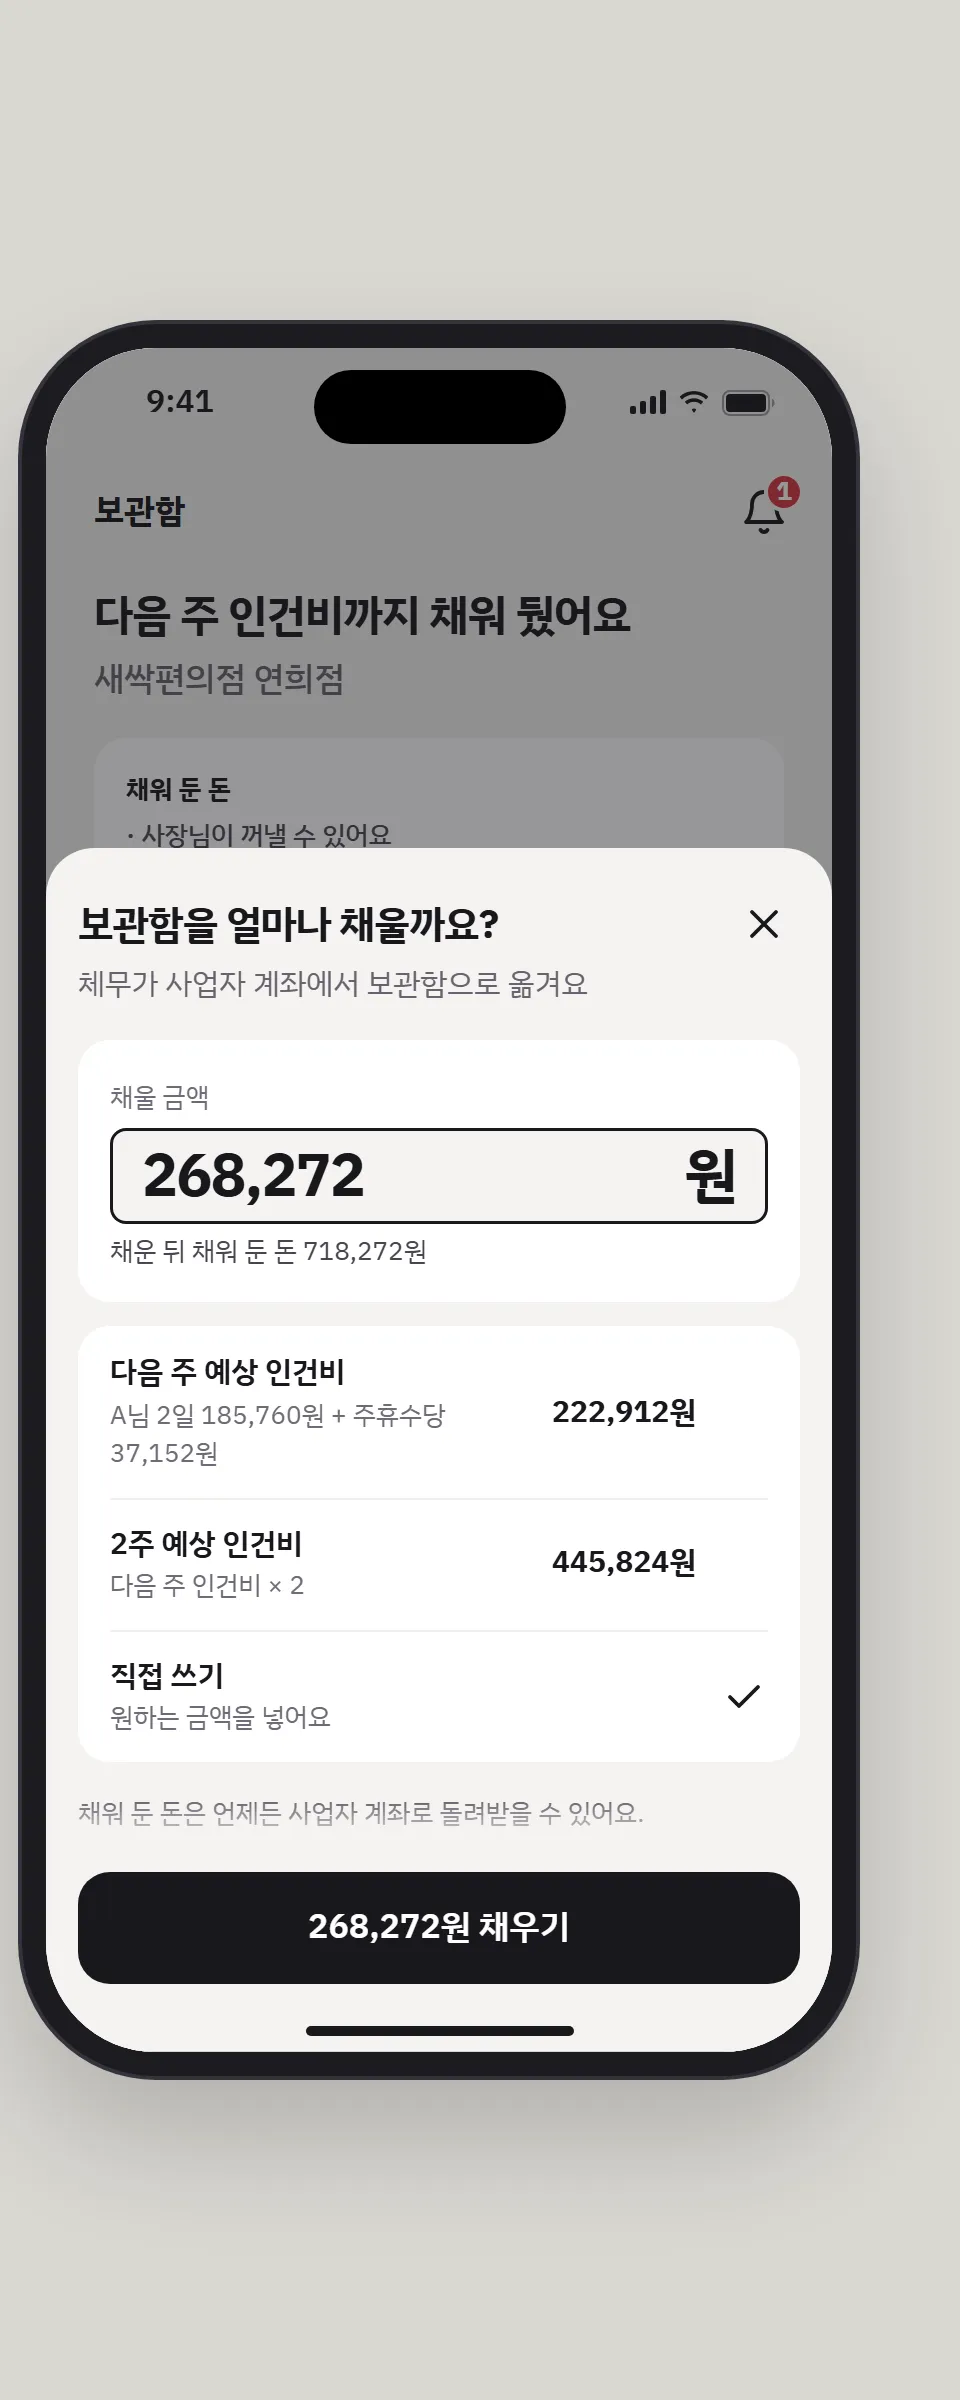 9:41
보관함
1
다음 주 인건비까지 채워 뒀어요
새싹편의점 연희점
채워 둔 돈
· 사장님이 꺼낼 수 있어요
보관함을 얼마나 채울까요?
체무가 사업자 계좌에서 보관함으로 옮겨요
채울 금액
268,272 원
채운 뒤 채워 둔 돈 718,272원
다음 주 예상 인건비
A님 2일 185,760원 + 주휴수당
37,152원
222,912원
2주 예상 인건비
다음 주 인건비 × 2
445,824원
직접 쓰기
원하는 금액을 넣어요
채워 둔 돈은 언제든 사업자 계좌로 돌려받을 수 있어요.
268,272원 채우기